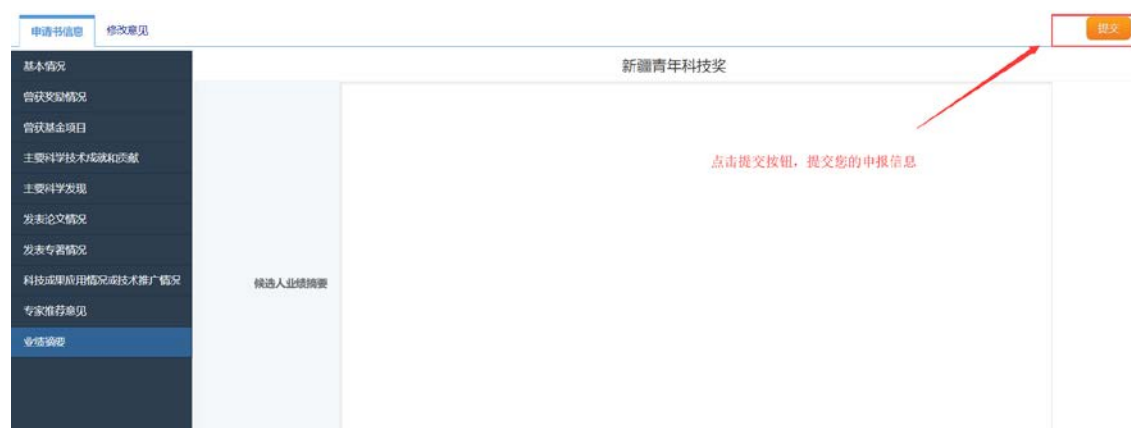 申请书信息 修改意见 提交
新疆青年科技奖
基本情况
曾获奖励情况
曾获基金项目
主要科学技术成就和贡献
主要科学发现
发表论文情况
发表专著情况
科技成果应用情况或技术推广情况
专家推荐意见
业绩摘要
候选人业绩摘要
点击提交按钮，提交您的申报信息